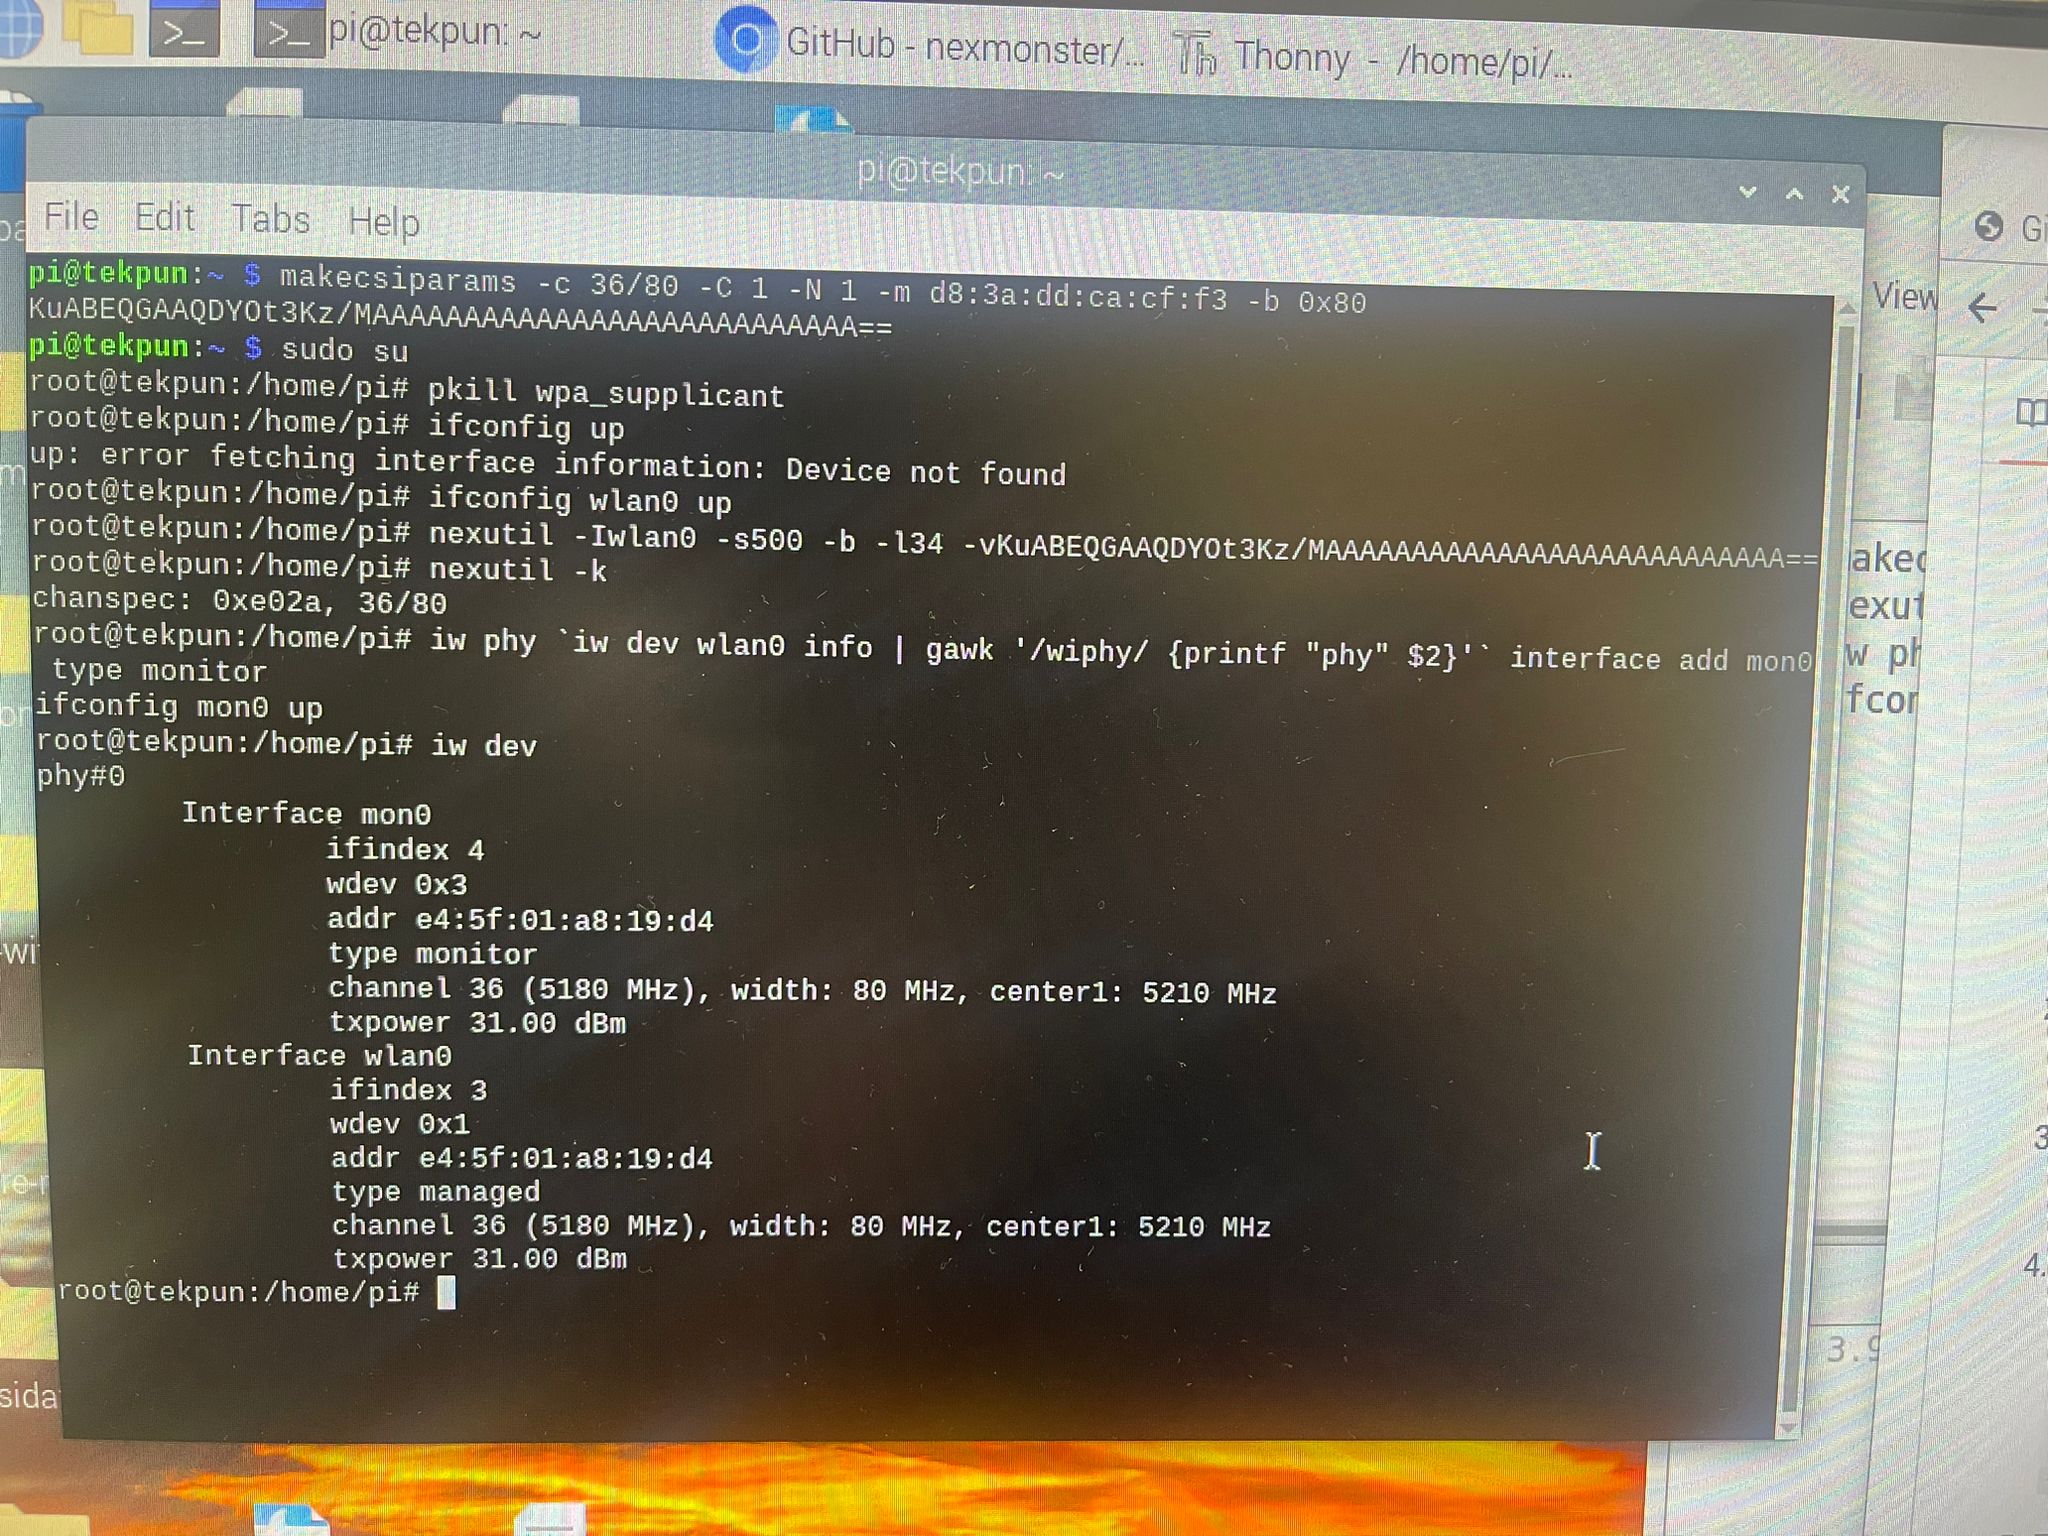 pi@tekpun: ~
GitHub - nexmonster/...
Thonny - /home/pi/...
pi@tekpun: ~
File Edit Tabs Help
pi@tekpun:~ $ makecsiparams -c 36/80 -C 1 -N 1 -m d8:3a:dd:ca:cf:f3 -b 0x80
KuABEQGAAQDYOt3Kz/MAAAAAAAAAAAAAAAAAAAAAAAAAAA==
pi@tekpun:~ $ sudo su
root@tekpun:/home/pi# pkill wpa_supplicant
root@tekpun:/home/pi# ifconfig up
up: error fetching interface information: Device not found
root@tekpun:/home/pi# ifconfig wlan0 up
root@tekpun:/home/pi# nexutil -Iwlan0 -s500 -b -l34 -vKuABEQGAAQDYOt3Kz/MAAAAAAAAAAAAAAAAAAAAAAAAAAA==
root@tekpun:/home/pi# nexutil -k
chanspec: 0xe02a, 36/80
root@tekpun:/home/pi# iw phy `iw dev wlan0 info | gawk '/wiphy/ {printf "phy" $2}'` interface add mon0
type monitor
ifconfig mon0 up
root@tekpun:/home/pi# iw dev
phy#0
Interface mon0
ifindex 4
wdev 0x3
addr e4:5f:01:a8:19:d4
type monitor
channel 36 (5180 MHz), width: 80 MHz, center1: 5210 MHz
txpower 31.00 dBm
Interface wlan0
ifindex 3
wdev 0x1
addr e4:5f:01:a8:19:d4
type managed
channel 36 (5180 MHz), width: 80 MHz, center1: 5210 MHz
txpower 31.00 dBm
root@tekpun:/home/pi#
View